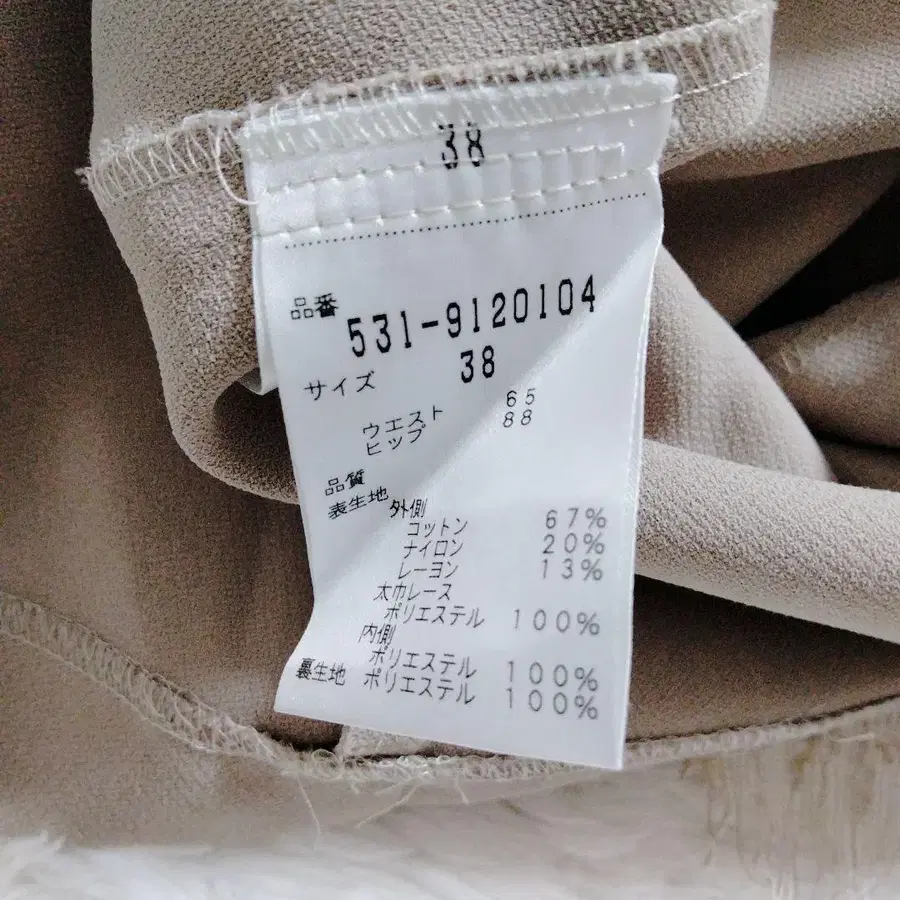 38
品番
531-9120104
サイズ 38
ウエスト 65
ヒップ 88
品質
表生地
外側
コットン 67%
ナイロン 20%
レーヨン 13%
太巾レース
ポリエステル 100%
内側
ポリエステル 100%
裏生地 ポリエステル 100%